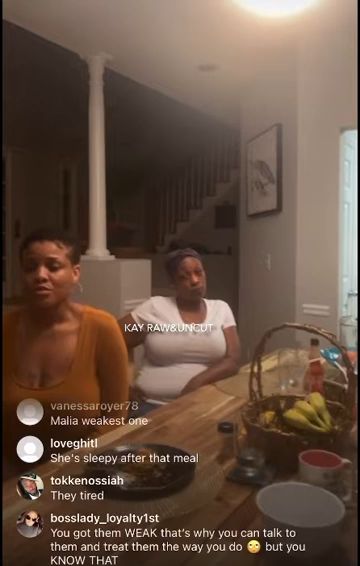 KAY RAW&UNCUT
vanessaroyer78
Malia weakest one
loveghitl
She's sleepy after that meal
tokkenossiah
They tired
bosslady_loyalty1st
You got them WEAK that's why you can talk to
them and treat them the way you do 🙄 but you
KNOW THAT